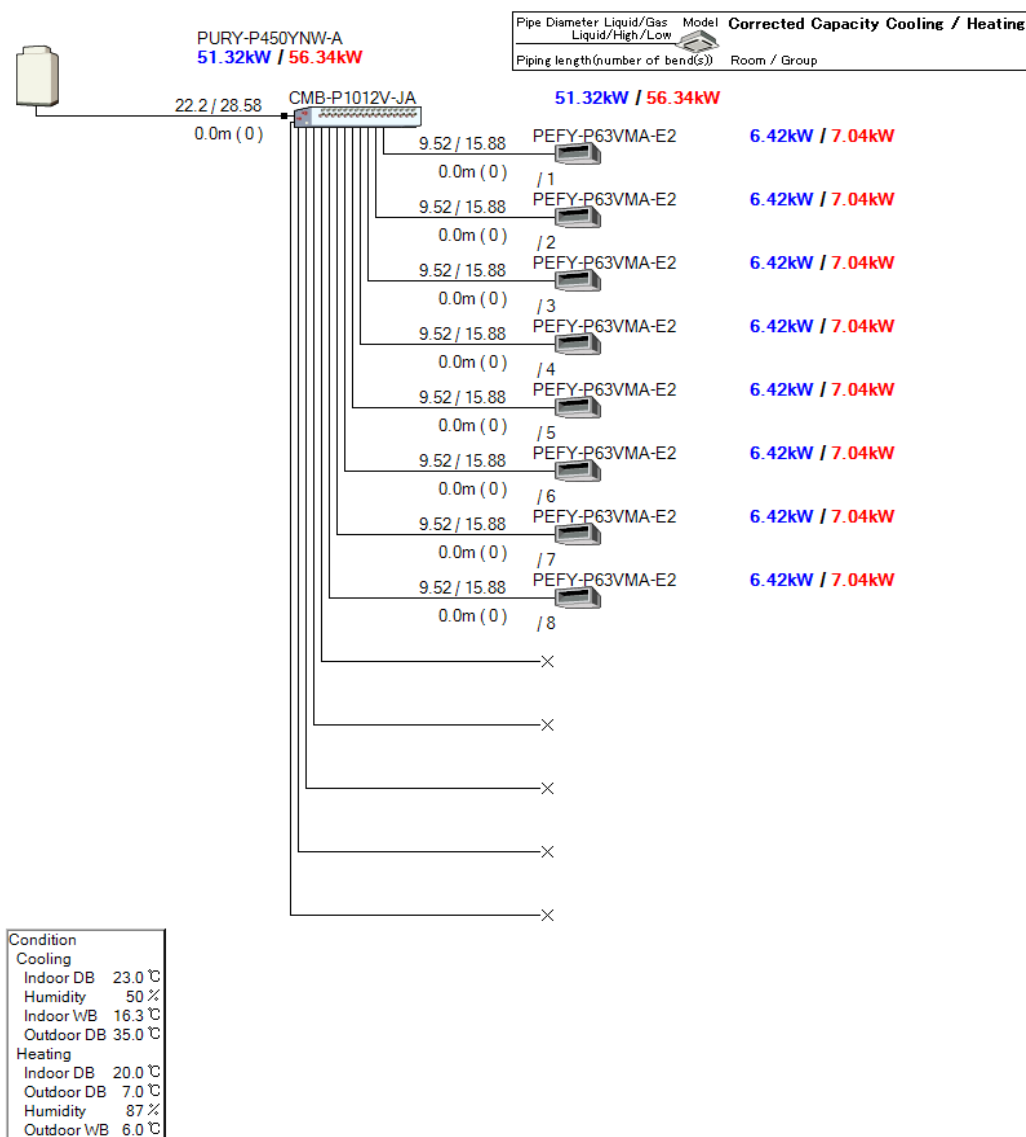 Pipe Diameter Liquid/Gas Model Corrected Capacity Cooling / Heating
Liquid/High/Low
Piping length(number of bend(s)) Room / Group
PURY-P450YNW-A
51.32kW / 56.34kW
22.2 / 28.58
0.0m ( 0 )
CMB-P1012V-JA
51.32kW / 56.34kW
9.52 / 15.88 PEFY-P63VMA-E2 6.42kW / 7.04kW
0.0m ( 0 )
/ 1
9.52 / 15.88 PEFY-P63VMA-E2 6.42kW / 7.04kW
0.0m ( 0 )
/ 2
9.52 / 15.88 PEFY-P63VMA-E2 6.42kW / 7.04kW
0.0m ( 0 )
/ 3
9.52 / 15.88 PEFY-P63VMA-E2 6.42kW / 7.04kW
0.0m ( 0 )
/ 4
9.52 / 15.88 PEFY-P63VMA-E2 6.42kW / 7.04kW
0.0m ( 0 )
/ 5
9.52 / 15.88 PEFY-P63VMA-E2 6.42kW / 7.04kW
0.0m ( 0 )
/ 6
9.52 / 15.88 PEFY-P63VMA-E2 6.42kW / 7.04kW
0.0m ( 0 )
/ 7
9.52 / 15.88 PEFY-P63VMA-E2 6.42kW / 7.04kW
0.0m ( 0 )
/ 8
Condition
Cooling
Indoor DB 23.0℃
Humidity 50%
Indoor WB 16.3℃
Outdoor DB 35.0℃
Heating
Indoor DB 20.0℃
Outdoor DB 7.0℃
Humidity 87%
Outdoor WB 6.0℃